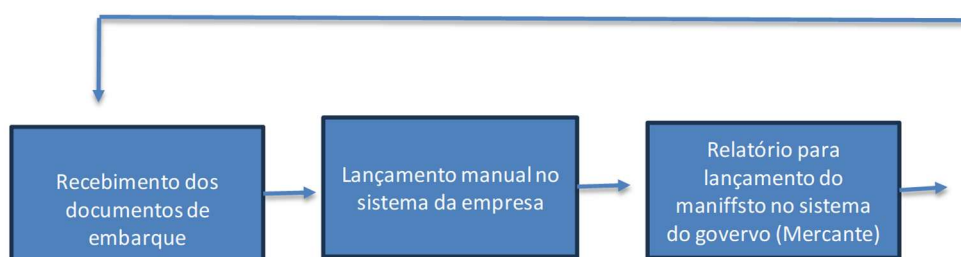 Recebimento dos
documentos de
embarque
Lançamento manual no
sistema da empresa
Relatório para
lançamento do
maniffsto no sistema
do govervo (Mercante)